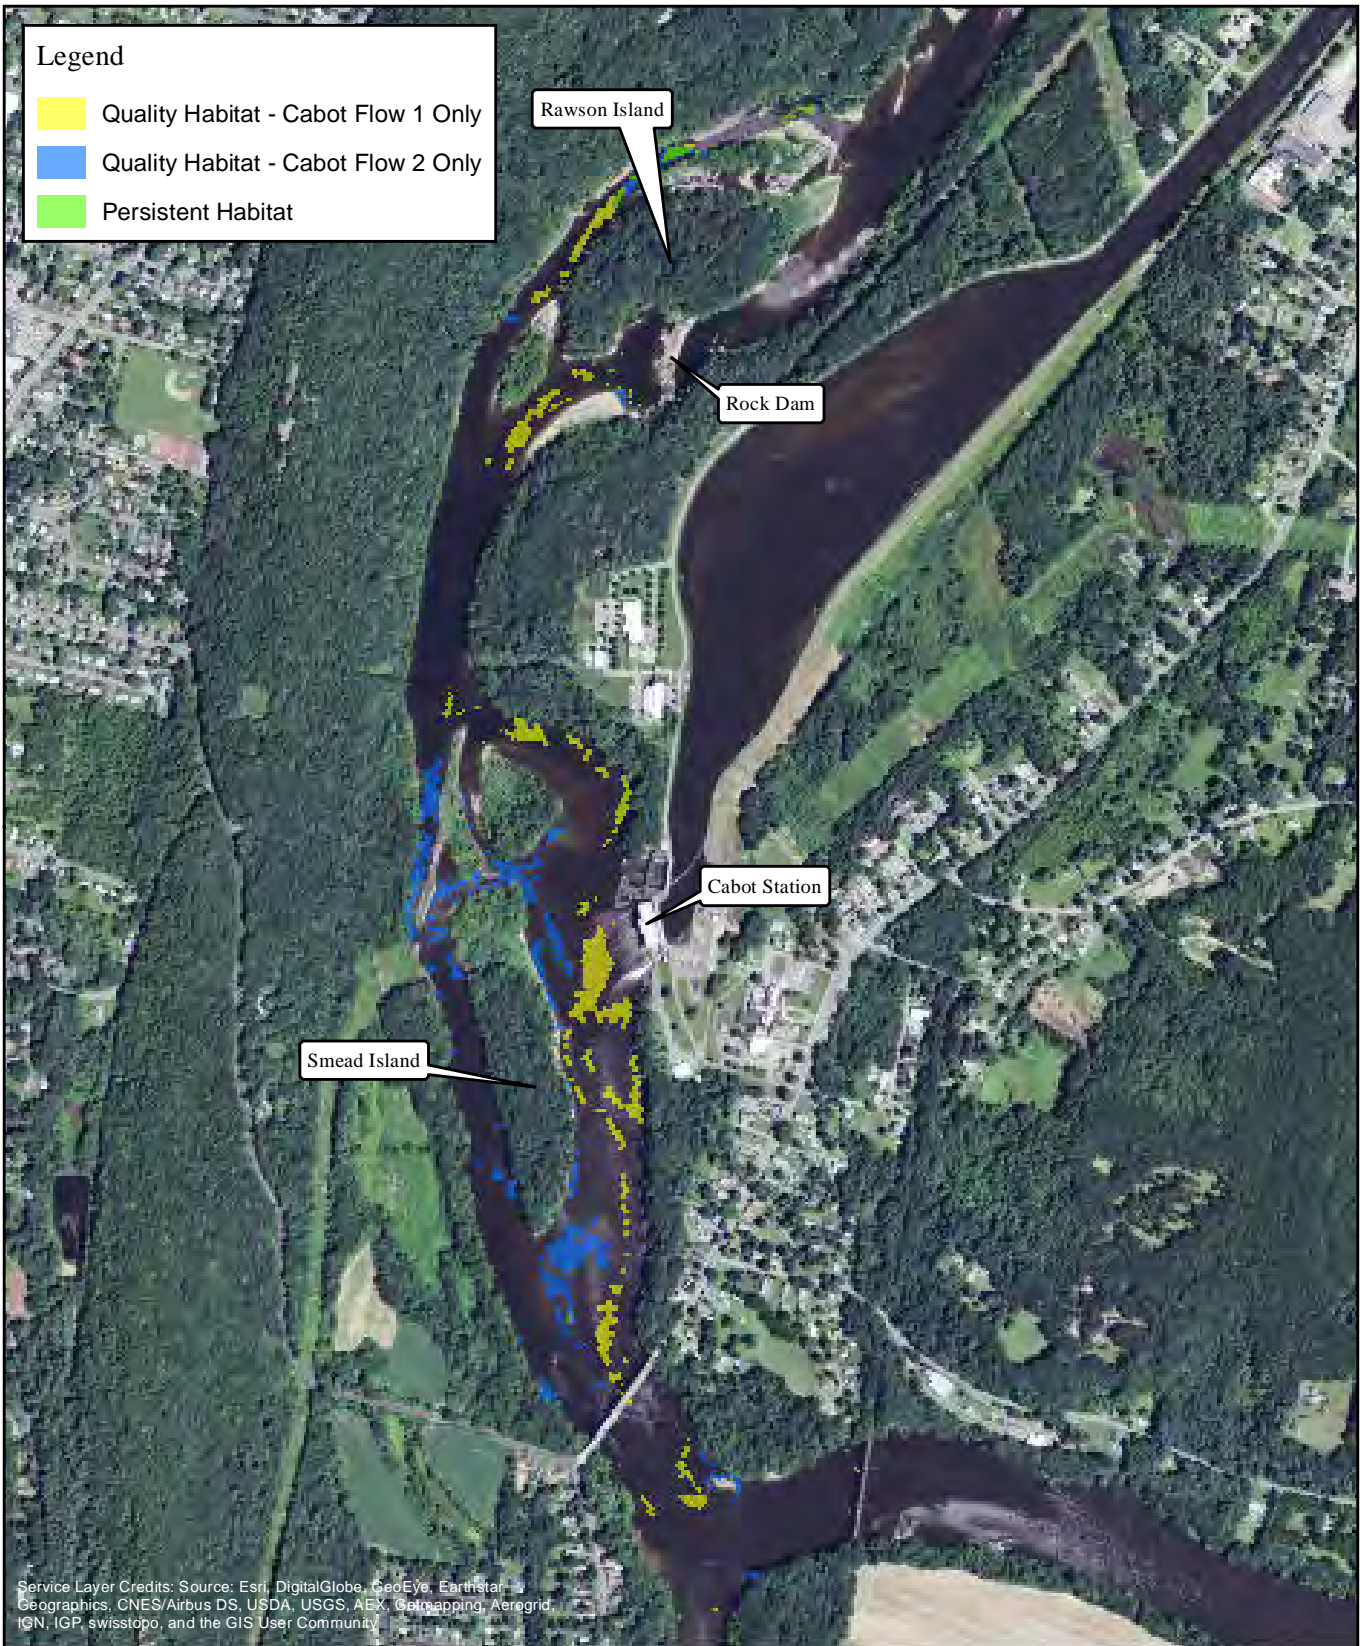 Legend
Quality Habitat - Cabot Flow 1 Only
Quality Habitat - Cabot Flow 2 Only
Persistent Habitat
Rawson Island
Rock Dam
Cabot Station
Smead Island
Service Layer Credits: Source: Esri, DigitalGlobe, GeoEye, Earthstar
Geographics, CNES/Airbus DS, USDA, USGS, AEX, Getmapping, Aerogrid,
IGN, IGP, swisstopo, and the GIS User Community